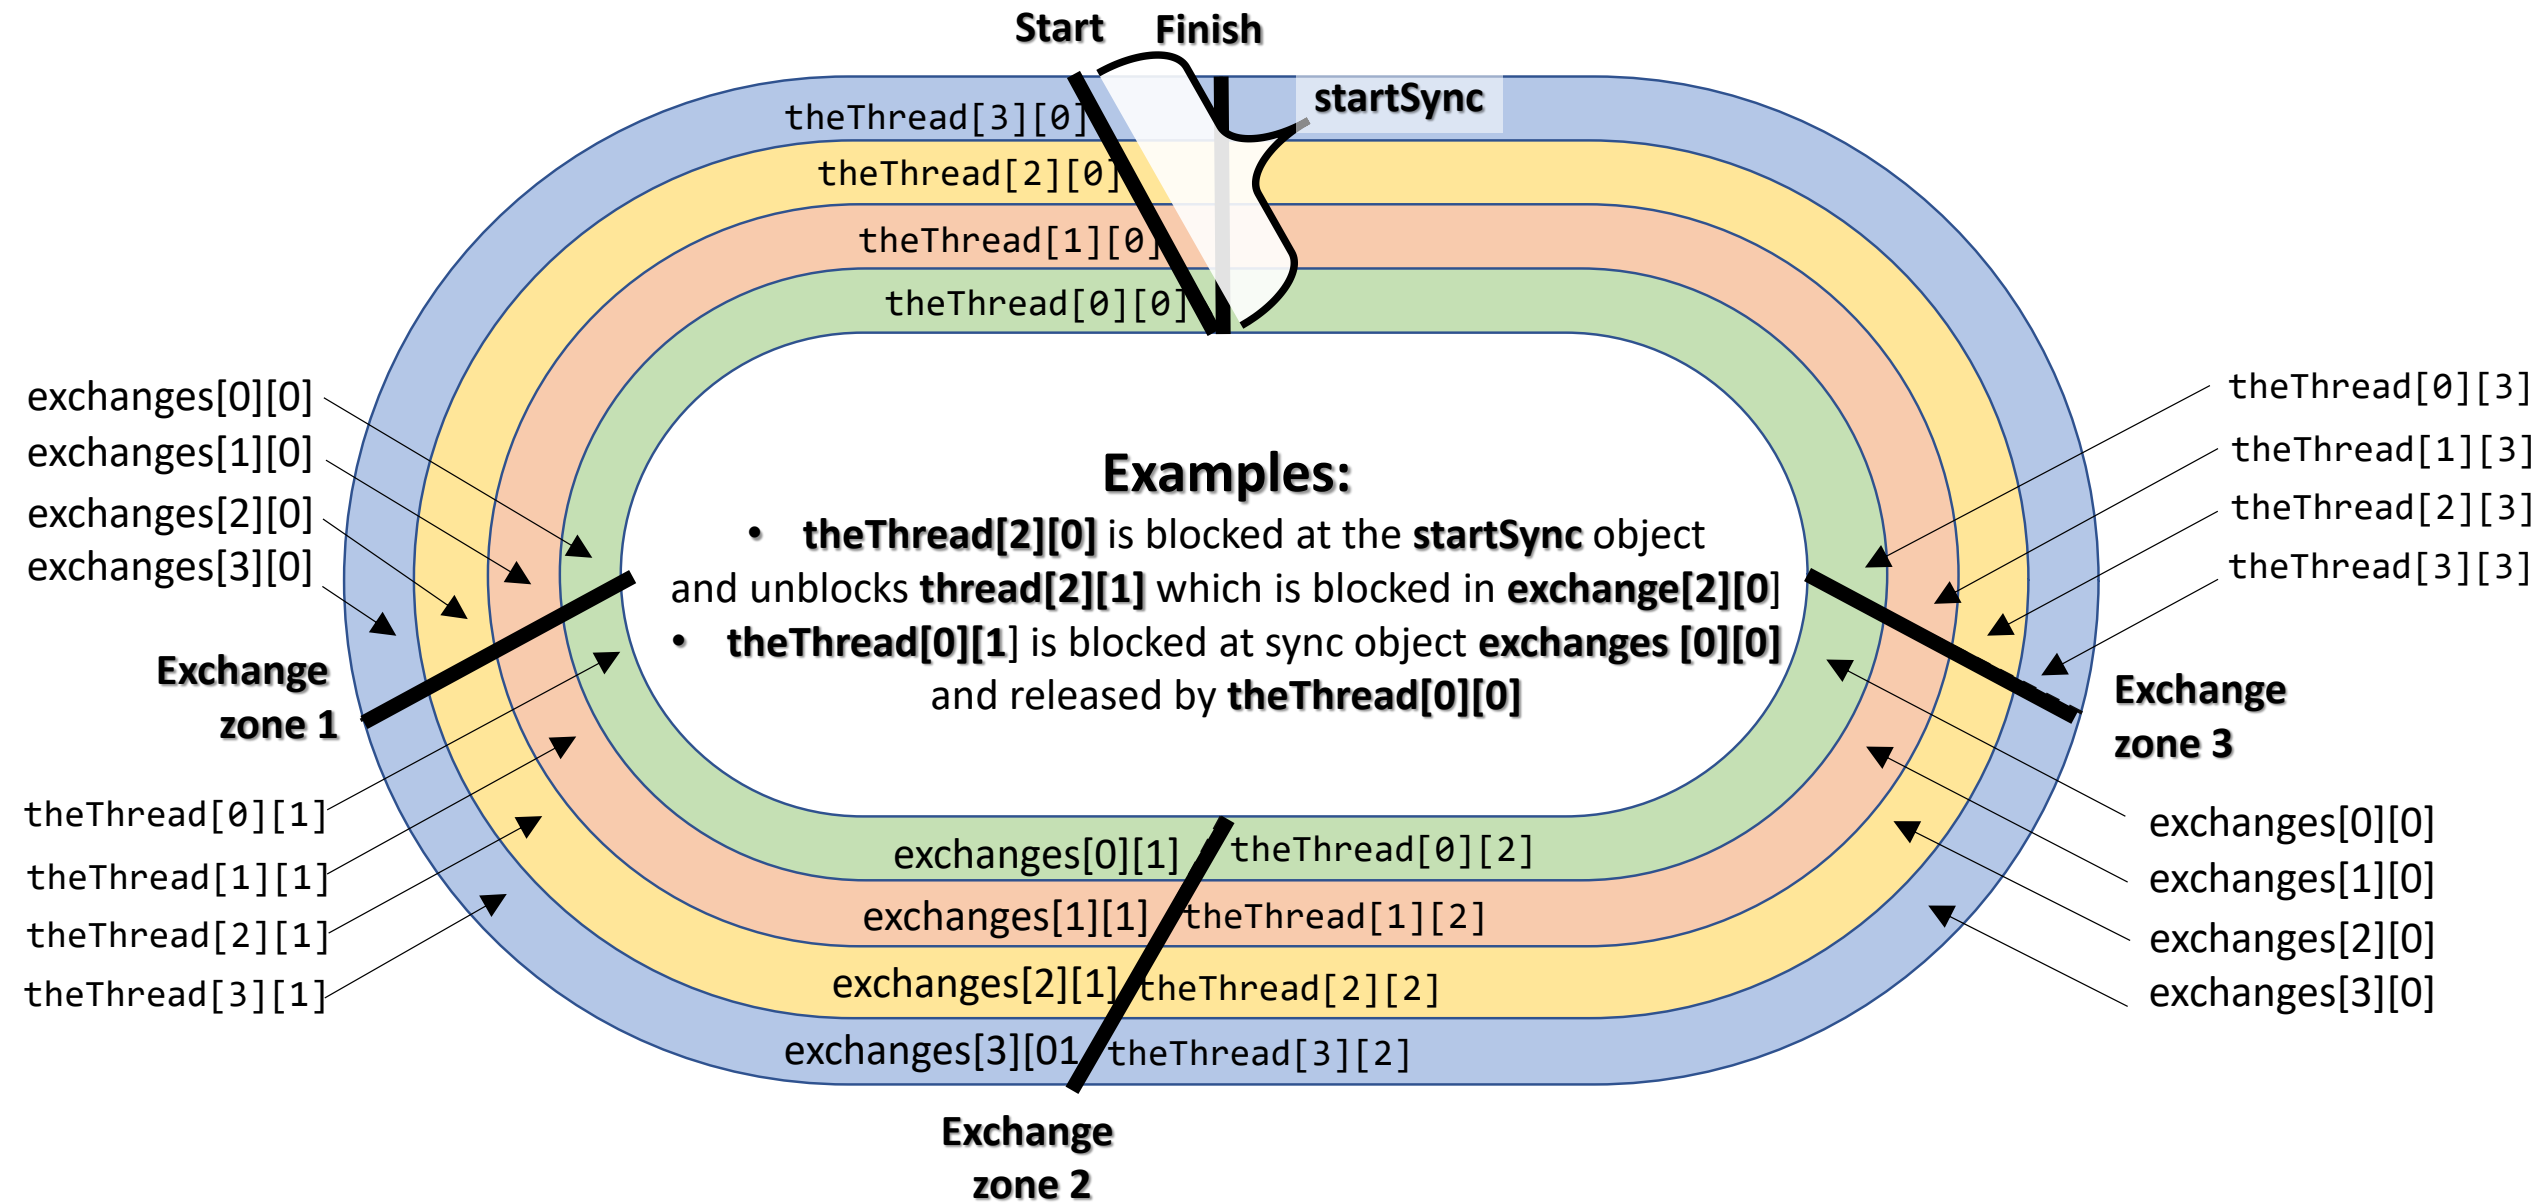 Start
Finish
startSync
theThread[3][0]
theThread[2][0]
theThread[1][0]
theThread[0][0]
exchanges[0][0]
exchanges[1][0]
exchanges[2][0]
exchanges[3][0]
Exchange
zone 1
theThread[0][1]
theThread[1][1]
theThread[2][1]
theThread[3][1]
Examples:
• theThread[2][0] is blocked at the startSync object
and unblocks thread[2][1] which is blocked in exchange[2][0]
• theThread[0][1] is blocked at sync object exchanges [0][0]
and released by theThread[0][0]
theThread[0][3]
theThread[1][3]
theThread[2][3]
theThread[3][3]
Exchange
zone 3
exchanges[0][0]
exchanges[1][0]
exchanges[2][0]
exchanges[3][0]
exchanges[0][1] theThread[0][2]
exchanges[1][1] theThread[1][2]
exchanges[2][1] theThread[2][2]
exchanges[3][01 theThread[3][2]
Exchange
zone 2